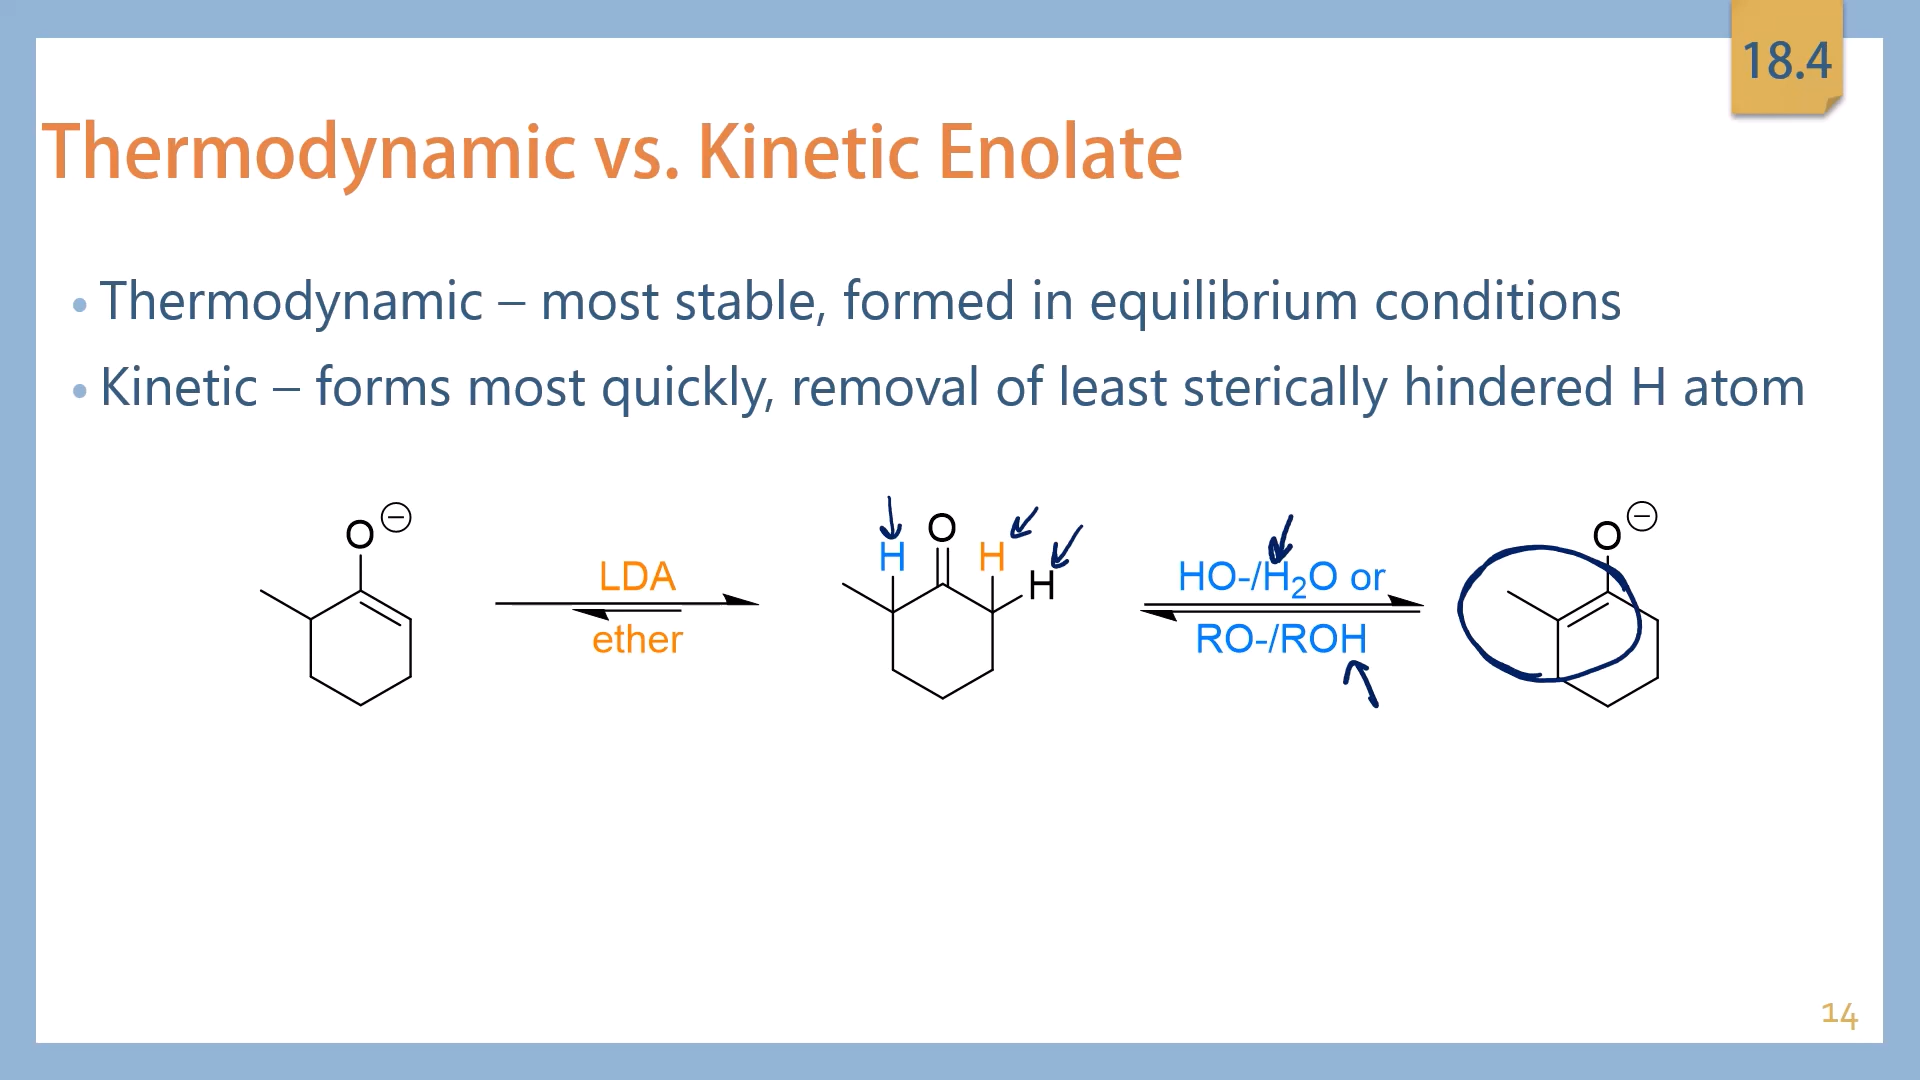 18.4
Thermodynamic vs. Kinetic Enolate
• Thermodynamic – most stable, formed in equilibrium conditions
• Kinetic – forms most quickly, removal of least sterically hindered H atom
O⊖
LDA
ether
H O H
H
HO-/H₂O or
RO-/ROH
O⊖
14